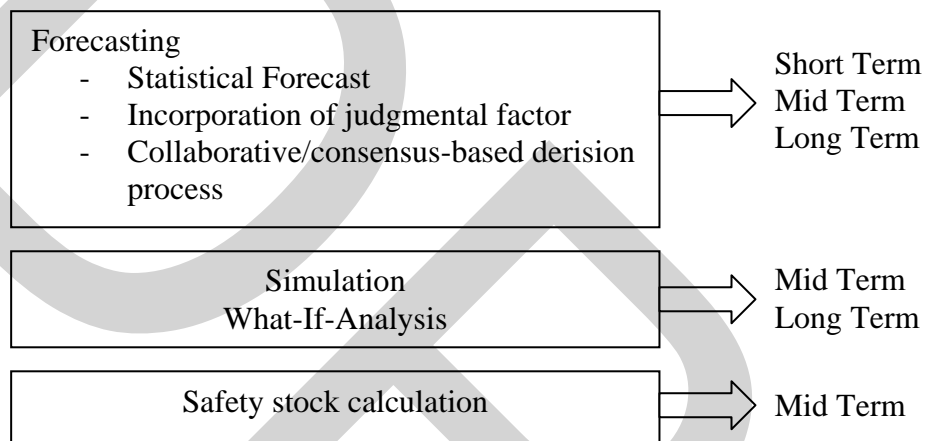 Forecasting
- Statistical Forecast
- Incorporation of judgmental factor
- Collaborative/consensus-based derision
process
Short Term
Mid Term
Long Term
Simulation
What-If-Analysis
Mid Term
Long Term
Safety stock calculation
Mid Term